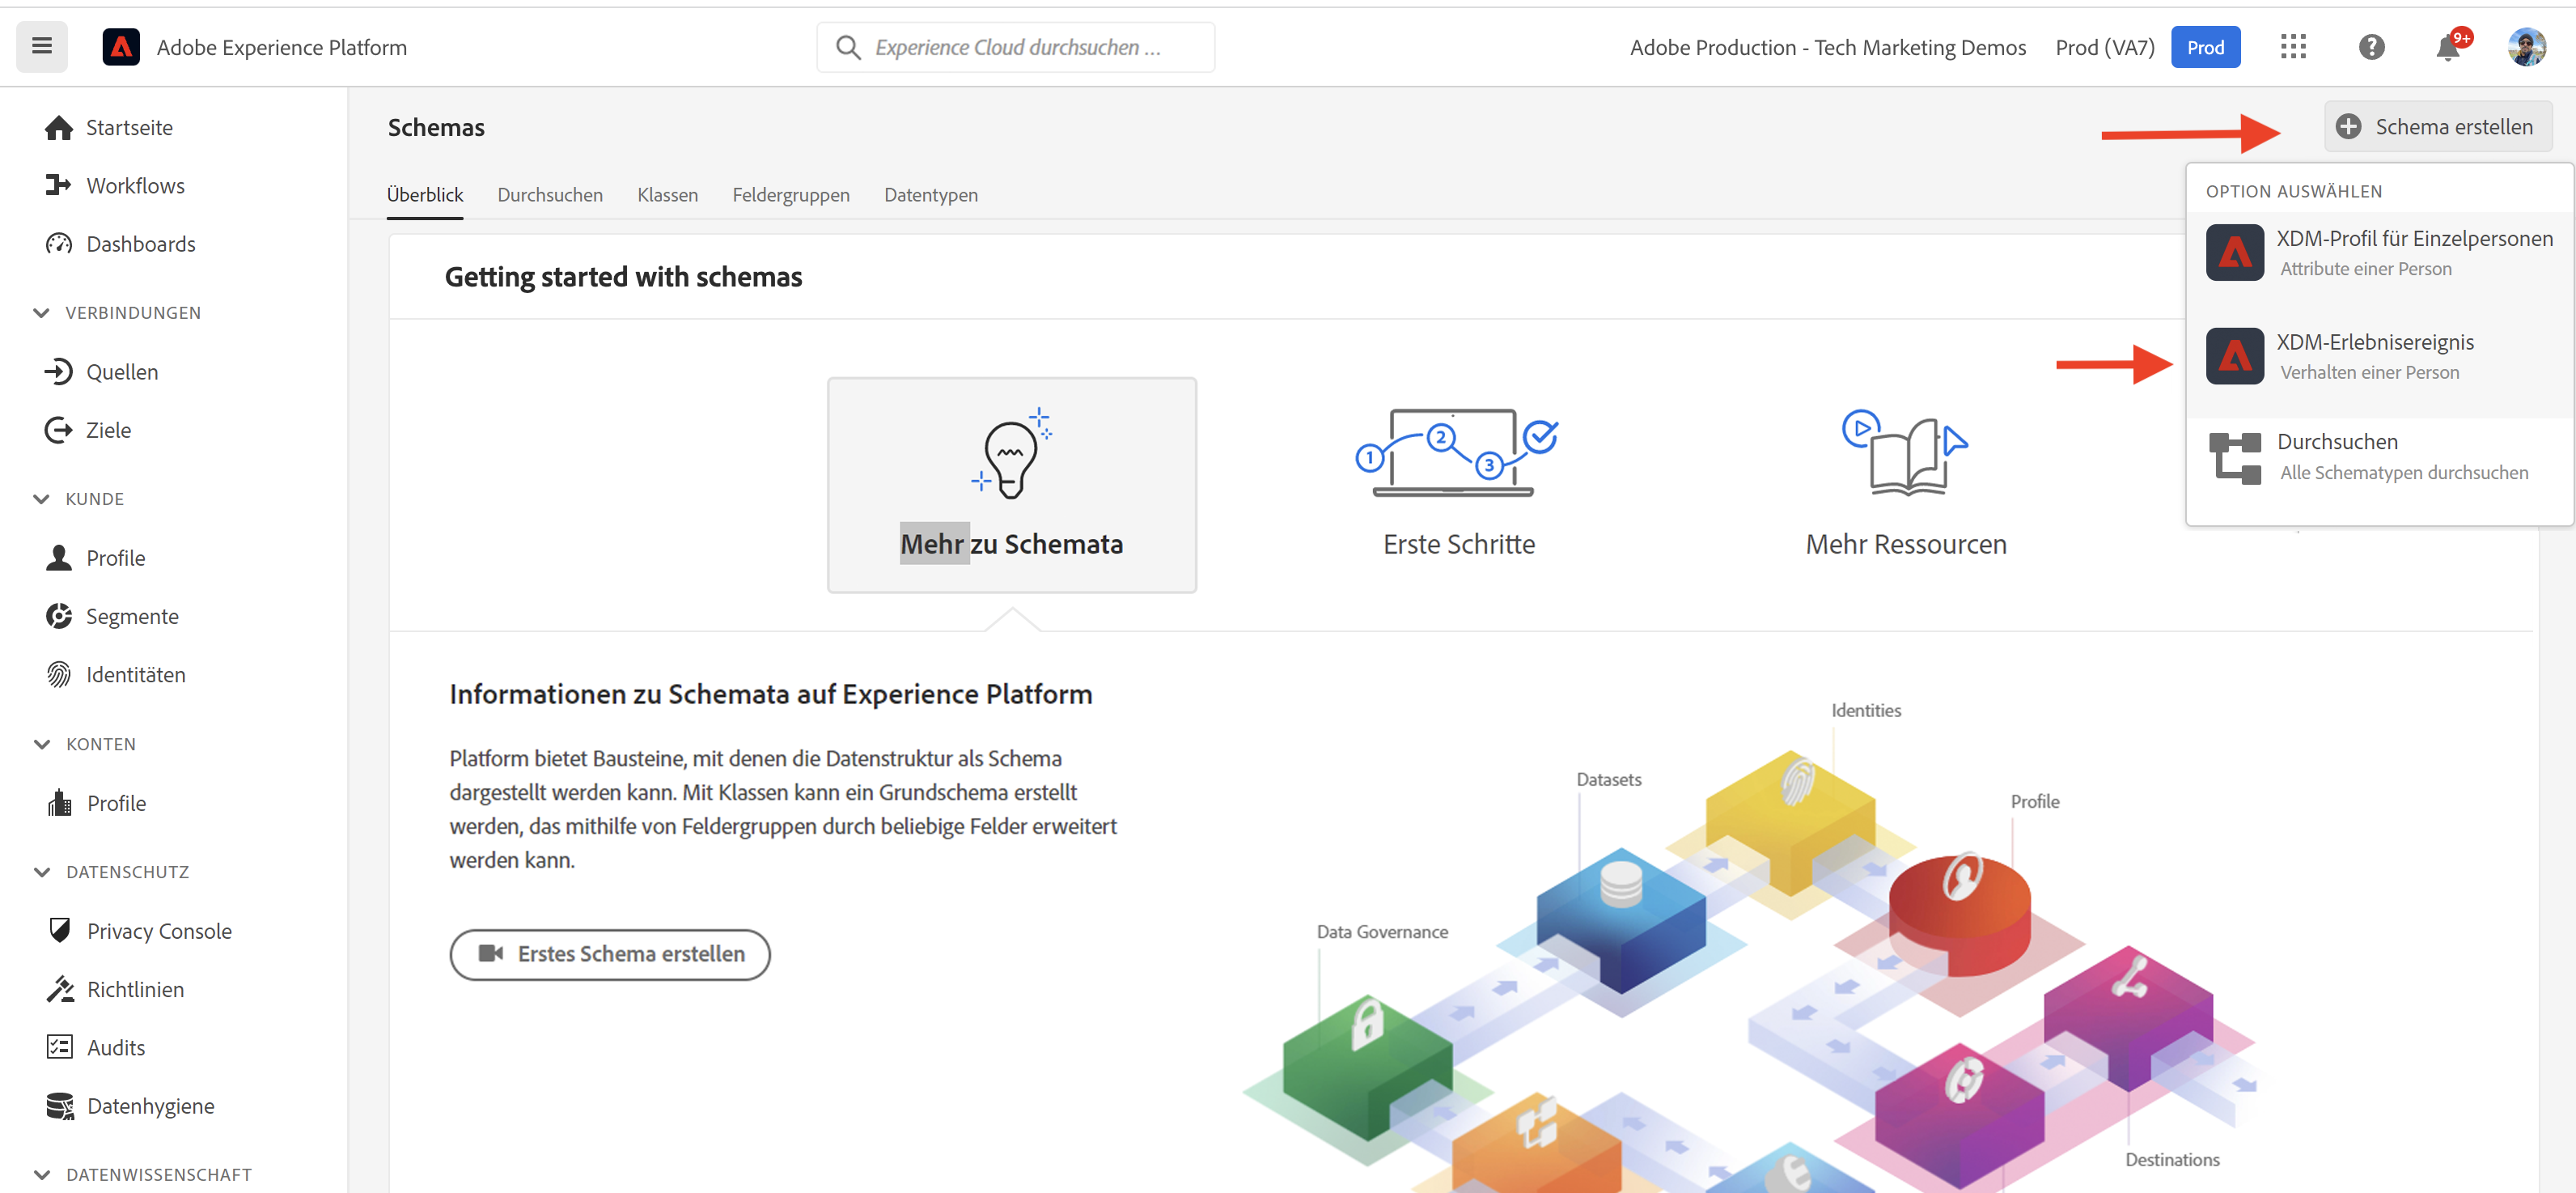 Adobe Experience Platform
Experience Cloud durchsuchen ...
Adobe Production - Tech Marketing Demos
Prod (VA7)
Prod
9+
Startseite
Workflows
Dashboards
VERBINDUNGEN
Quellen
Ziele
KUNDE
Profile
Segmente
Identitäten
KONTEN
Profile
DATENSCHUTZ
Privacy Console
Richtlinien
Audits
Datenhygiene
DATENWISSENSCHAFT
Schemas
Schema erstellen
Überblick
Durchsuchen
Klassen
Feldergruppen
Datentypen
OPTION AUSWÄHLEN
XDM-Profil für Einzelpersonen
Attribute einer Person
XDM-Erlebnisereignis
Verhalten einer Person
Durchsuchen
Alle Schematypen durchsuchen
Getting started with schemas
1
2
3
Mehr zu Schemata
Erste Schritte
Mehr Ressourcen
Informationen zu Schemata auf Experience Platform
Platform bietet Bausteine, mit denen die Datenstruktur als Schema
dargestellt werden kann. Mit Klassen kann ein Grundschema erstellt
werden, das mithilfe von Feldergruppen durch beliebige Felder erweitert
werden kann.
Erstes Schema erstellen
Identities
Datasets
Profile
Data Governance
Destinations